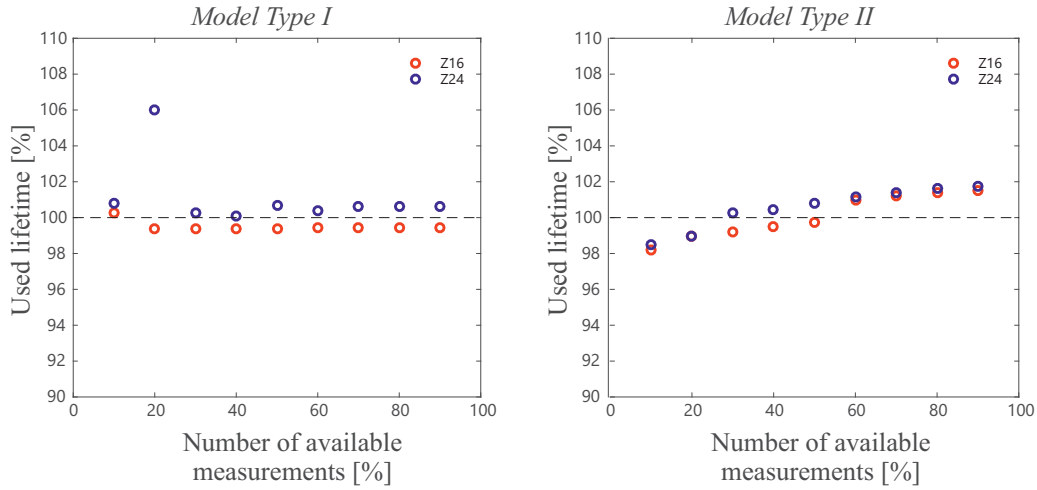 Model Type I
110
108
106
104
102
100
98
96
94
92
90
0
20
40
60
80
100
Used lifetime [%]
Number of available
measurements [%]
Z16
Z24
Model Type II
110
108
106
104
102
100
98
96
94
92
90
0
20
40
60
80
100
Used lifetime [%]
Number of available
measurements [%]
Z16
Z24